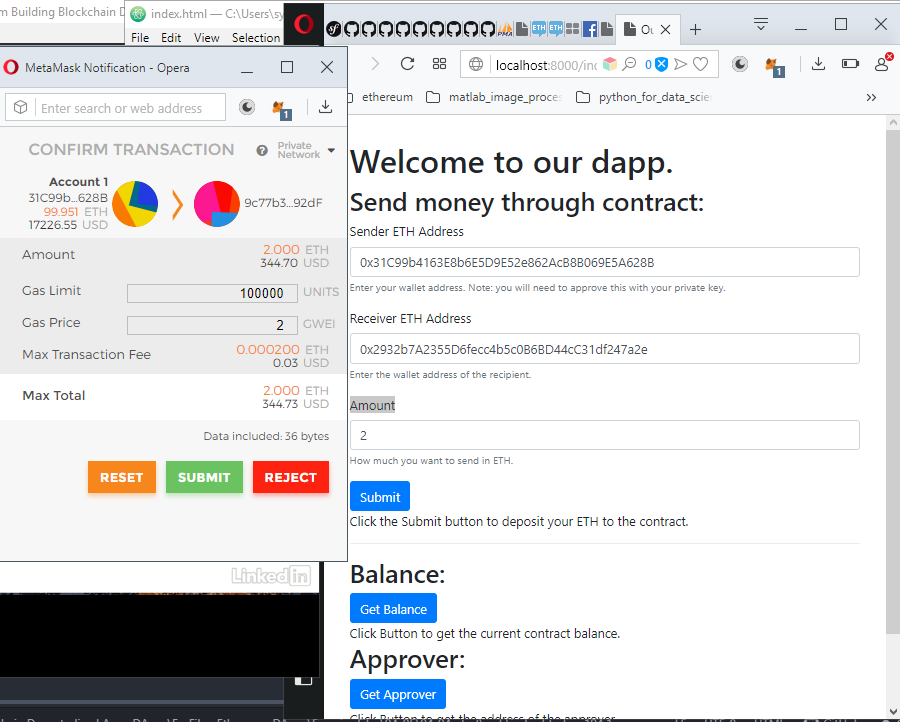 m Building Blockchain D
index.html — C:\Users\sy
File Edit View Selection
MetaMask Notification - Opera
Enter search or web address
1
CONFIRM TRANSACTION
? Private Network
Account 1
31C99b...628B
99.951 ETH
17226.55 USD
9c77b3...92dF
Amount
2.000 ETH
344.70 USD
Gas Limit
100000 UNITS
Gas Price
2 GWEI
Max Transaction Fee
0.000200 ETH
0.03 USD
Max Total
2.000 ETH
344.73 USD
Data included: 36 bytes
RESET SUBMIT REJECT
Linked in
sf ETH ETH f Ou
localhost:8000/ind 0
1
ethereum matlab_image_proces python_for_data_scien
Welcome to our dapp.
Send money through contract:
Sender ETH Address
0x31C99b4163E8b6E5D9E52e862AcB8B069E5A628B
Enter your wallet address. Note: you will need to approve this with your private key.
Receiver ETH Address
0x2932b7A2355D6fecc4b5c0B6BD44cC31df247a2e
Enter the wallet address of the recipient.
Amount
2
How much you want to send in ETH.
Submit
Click the Submit button to deposit your ETH to the contract.
Balance:
Get Balance
Click Button to get the current contract balance.
Approver:
Get Approver
Click Button to get the address of the approver